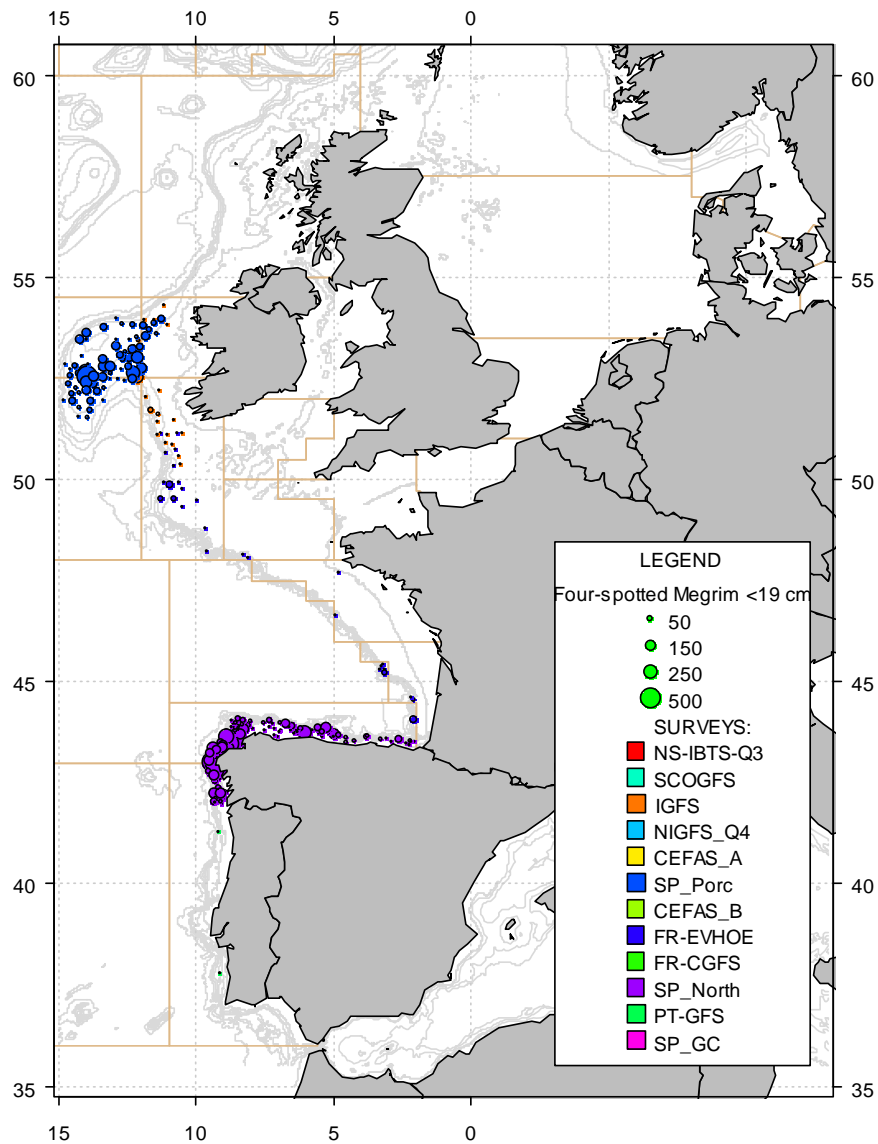 15 10 5 0
60 60
55 55
50 50
45 45
40 40
35 35
LEGEND
Four-spotted Megrim <19 cm
50
150
250
500
SURVEYS:
NS-IBTS-Q3
SCOGFS
IGFS
NIGFS_Q4
CEFAS_A
SP_Porc
CEFAS_B
FR-EVHOE
FR-CGFS
SP_North
PT-GFS
SP_GC
15 10 5 0